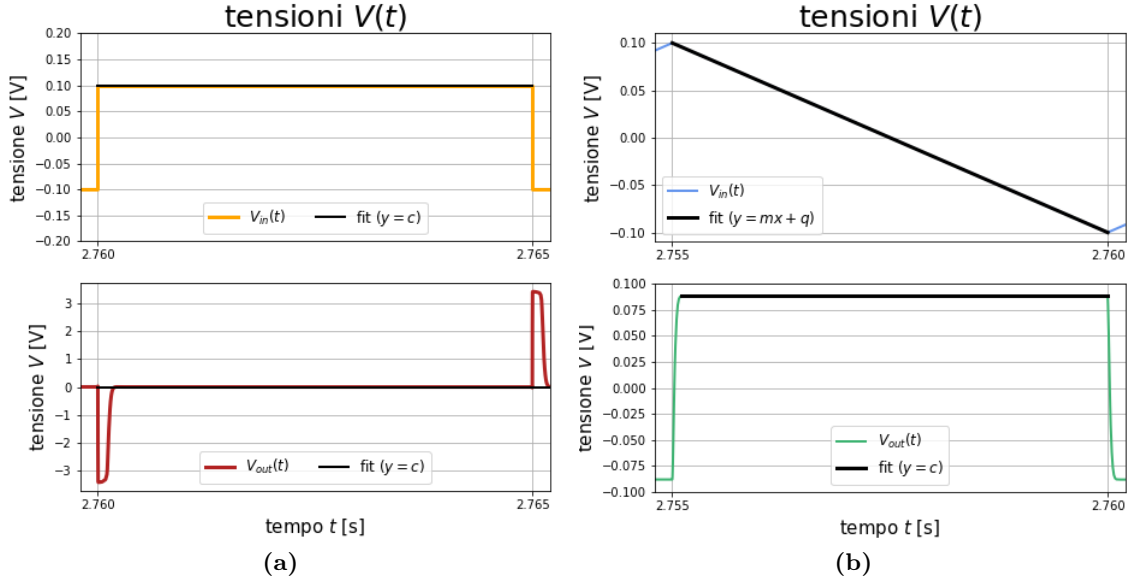 tensioni V(t)
tensione V [V]
0.20
0.15
0.10
0.05
0.00
−0.05
−0.10
−0.15
−0.20
V_in(t)
fit (y = c)
2.760
2.765
tensione V [V]
3
2
1
0
−1
−2
−3
V_out(t)
fit (y = c)
2.760
2.765
tempo t [s]
(a)
tensioni V(t)
tensione V [V]
0.10
0.05
0.00
−0.05
−0.10
V_in(t)
fit (y = mx + q)
2.755
2.760
tensione V [V]
0.100
0.075
0.050
0.025
0.000
−0.025
−0.050
−0.075
−0.100
V_out(t)
fit (y = c)
2.755
2.760
tempo t [s]
(b)